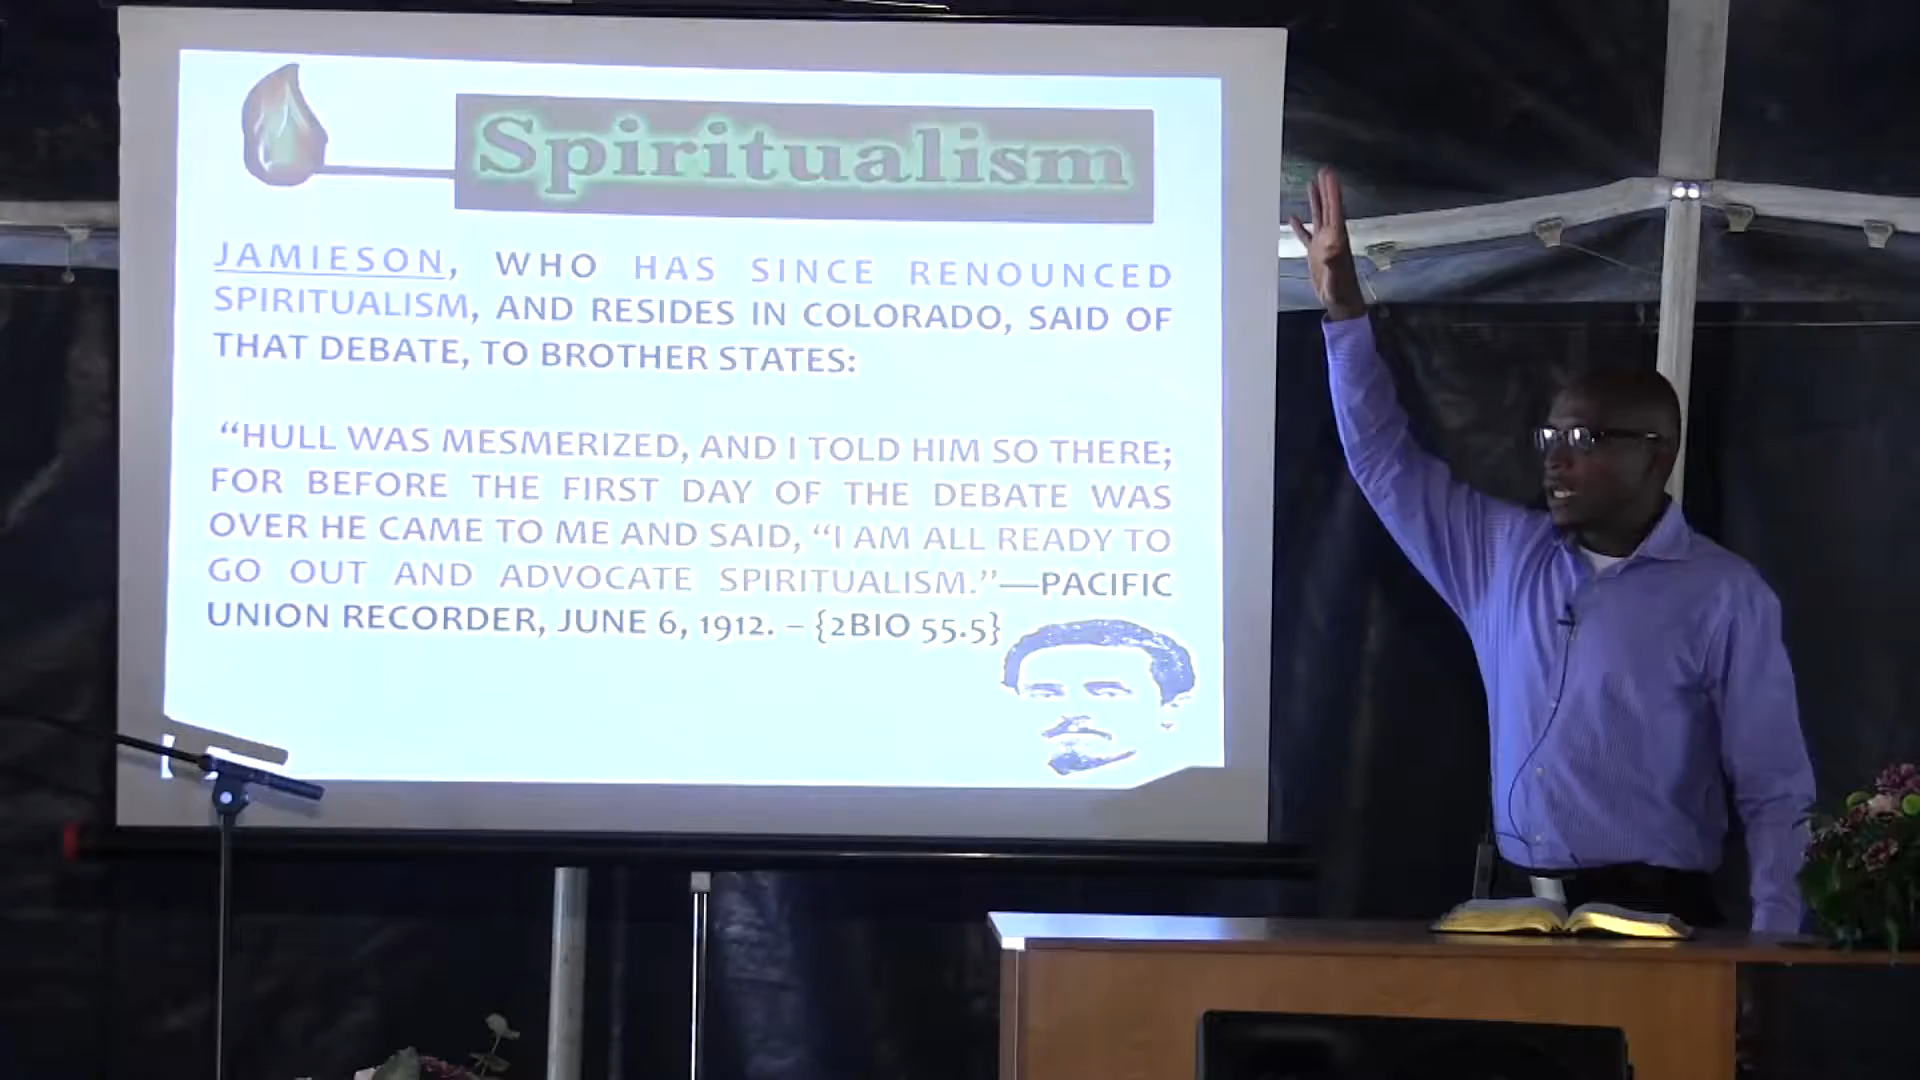 Spiritualism
JAMIESON, WHO HAS SINCE RENOUNCED
SPIRITUALISM, AND RESIDES IN COLORADO, SAID OF
THAT DEBATE, TO BROTHER STATES:
“HULL WAS MESMERIZED, AND I TOLD HIM SO THERE;
FOR BEFORE THE FIRST DAY OF THE DEBATE WAS
OVER HE CAME TO ME AND SAID, “I AM ALL READY TO
GO OUT AND ADVOCATE SPIRITUALISM.”—PACIFIC
UNION RECORDER, JUNE 6, 1912. – {2BIO 55.5}